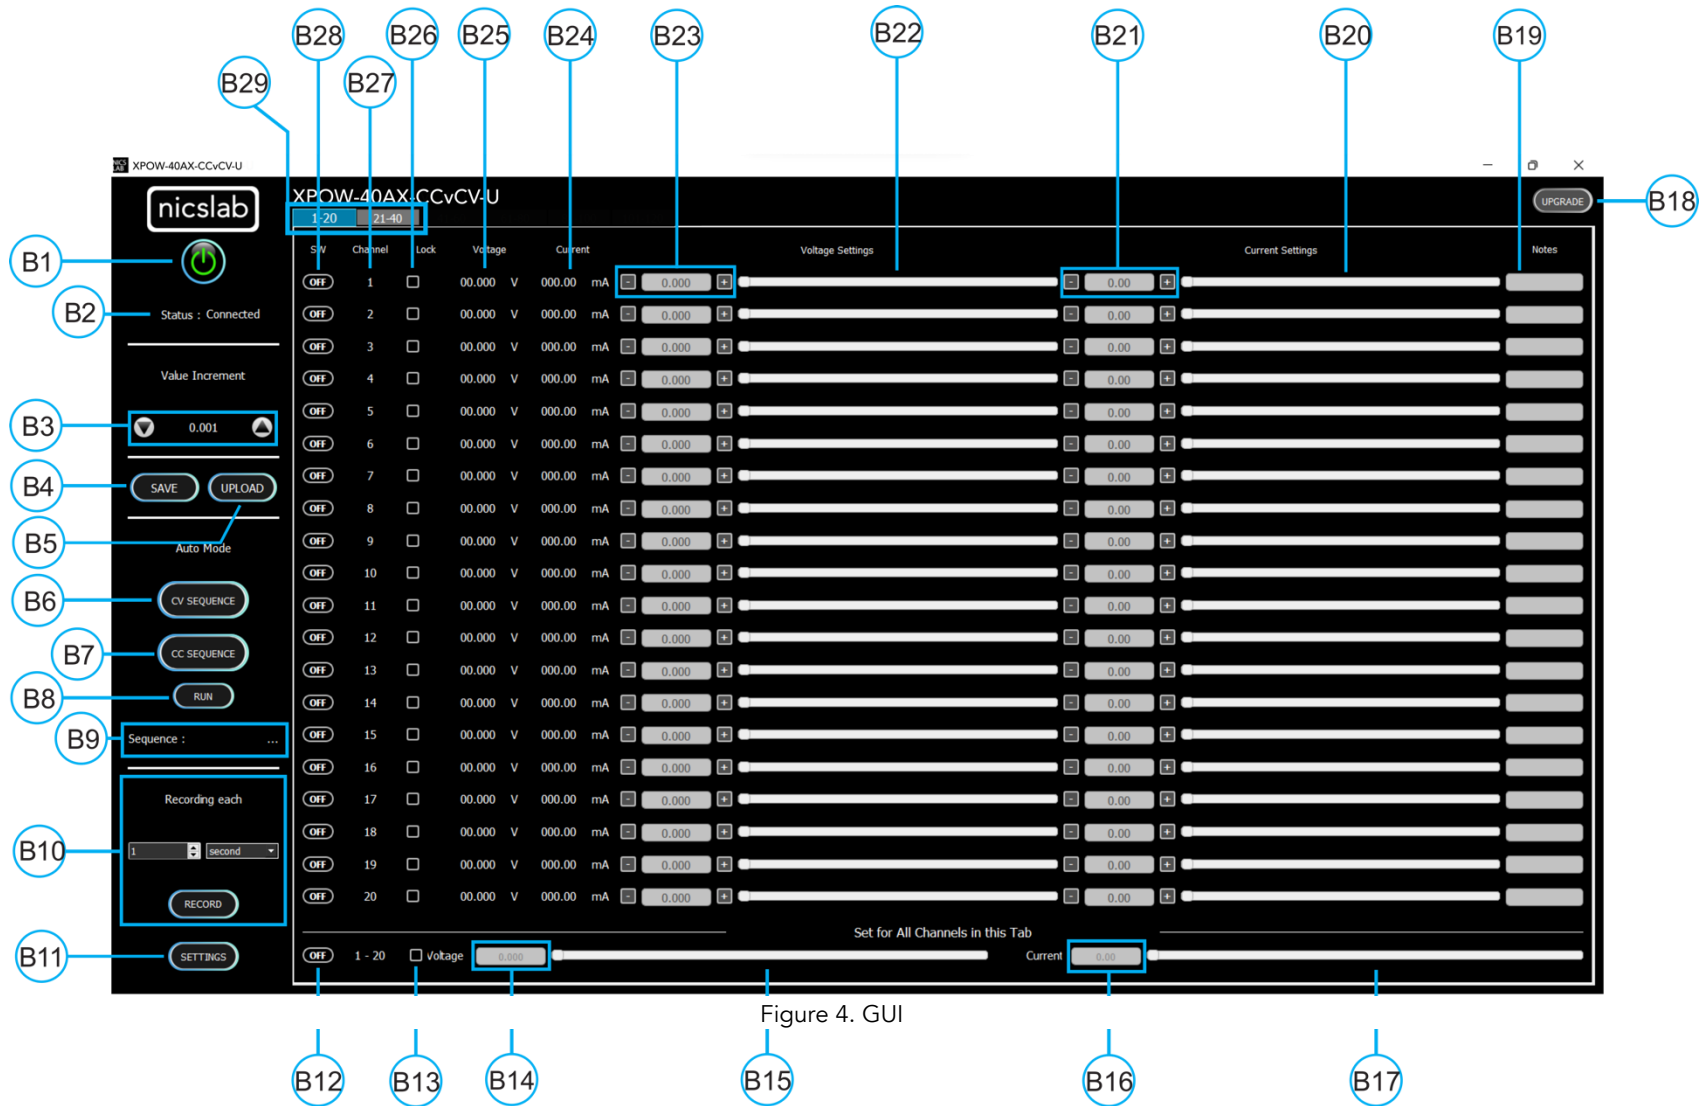 B28 B26 B25 B24 B23 B22 B21 B20 B19
B29 B27
NICS LAB XPOW-40AX-CCvCV-U
nicslab XPOW-40AX-CCvCV-U UPGRADE B18
1-20 21-40
SW Channel Lock Voltage Current Voltage Settings Current Settings Notes
B1 OFF 1 00.000 V 000.00 mA - 0.000 + - 0.00 +
B2 Status : Connected OFF 2 00.000 V 000.00 mA - 0.000 + - 0.00 +
OFF 3 00.000 V 000.00 mA - 0.000 + - 0.00 +
Value Increment OFF 4 00.000 V 000.00 mA - 0.000 + - 0.00 +
OFF 5 00.000 V 000.00 mA - 0.000 + - 0.00 +
B3 0.001 OFF 6 00.000 V 000.00 mA - 0.000 + - 0.00 +
OFF 7 00.000 V 000.00 mA - 0.000 + - 0.00 +
B4 SAVE UPLOAD OFF 8 00.000 V 000.00 mA - 0.000 + - 0.00 +
B5 Auto Mode OFF 9 00.000 V 000.00 mA - 0.000 + - 0.00 +
OFF 10 00.000 V 000.00 mA - 0.000 + - 0.00 +
B6 CV SEQUENCE OFF 11 00.000 V 000.00 mA - 0.000 + - 0.00 +
OFF 12 00.000 V 000.00 mA - 0.000 + - 0.00 +
B7 CC SEQUENCE OFF 13 00.000 V 000.00 mA - 0.000 + - 0.00 +
B8 RUN OFF 14 00.000 V 000.00 mA - 0.000 + - 0.00 +
B9 Sequence : ... OFF 15 00.000 V 000.00 mA - 0.000 + - 0.00 +
OFF 16 00.000 V 000.00 mA - 0.000 + - 0.00 +
Recording each OFF 17 00.000 V 000.00 mA - 0.000 + - 0.00 +
OFF 18 00.000 V 000.00 mA - 0.000 + - 0.00 +
B10 1 second OFF 19 00.000 V 000.00 mA - 0.000 + - 0.00 +
RECORD OFF 20 00.000 V 000.00 mA - 0.000 + - 0.00 +
Set for All Channels in this Tab
B11 SETTINGS OFF 1 - 20 Voltage 0.000 Current 0.00
Figure 4. GUI
B12 B13 B14 B15 B16 B17